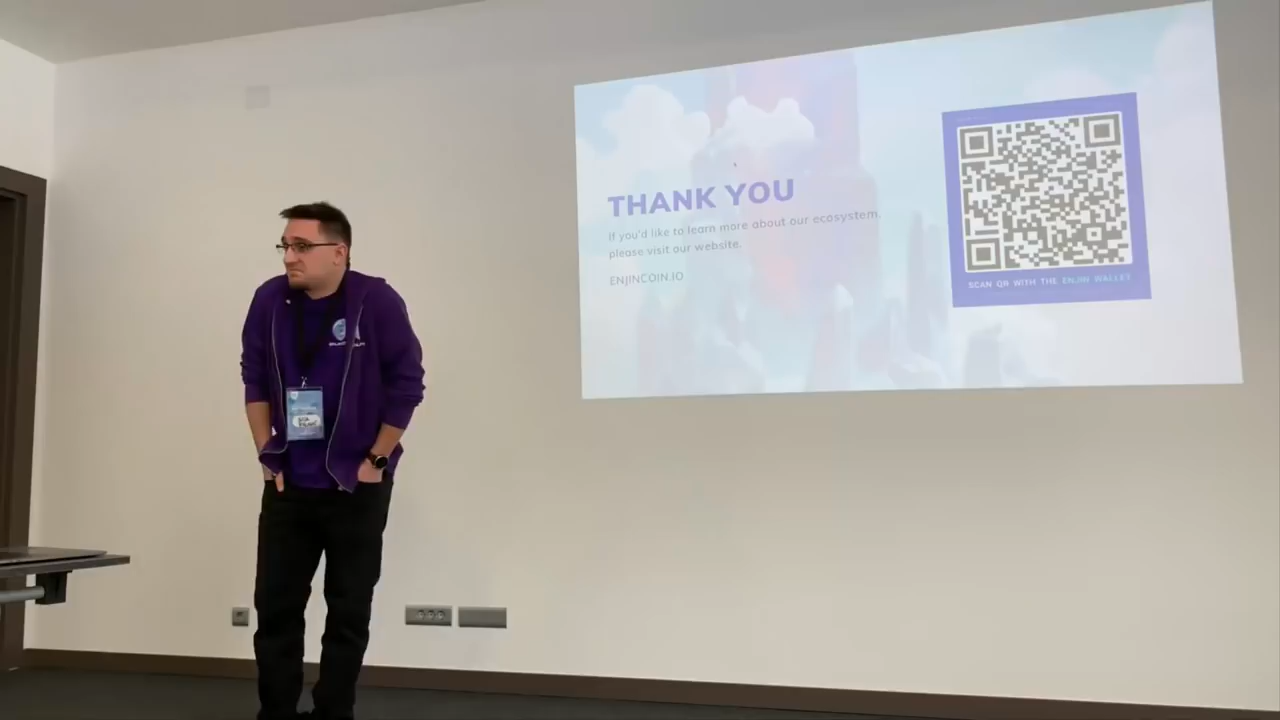 THANK YOU
If you'd like to learn more about our ecosystem,
please visit our website.
ENJINCOIN.IO
SCAN QR WITH THE ENJIN WALLET